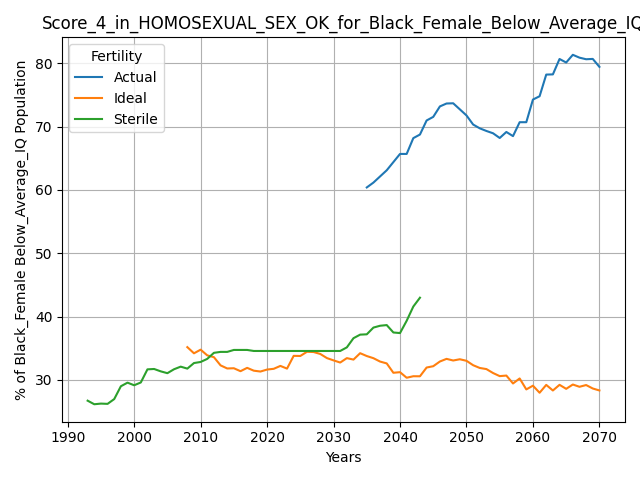 Score_4_in_HOMOSEXUAL_SEX_OK_for_Black_Female_Below_Average_IQ
% of Black_Female Below_Average_IQ Population
80
70
60
50
40
30
Fertility
Actual
Ideal
Sterile
1990 2000 2010 2020 2030 2040 2050 2060 2070
Years